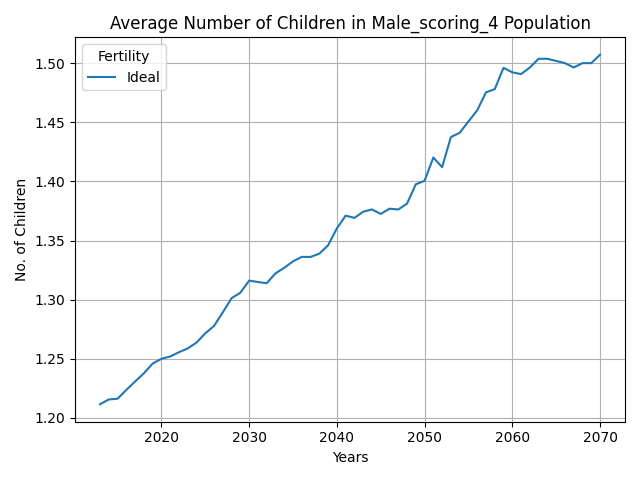 Average Number of Children in Male_scoring_4 Population
Fertility
Ideal
No. of Children
1.50
1.45
1.40
1.35
1.30
1.25
1.20
2020 2030 2040 2050 2060 2070
Years